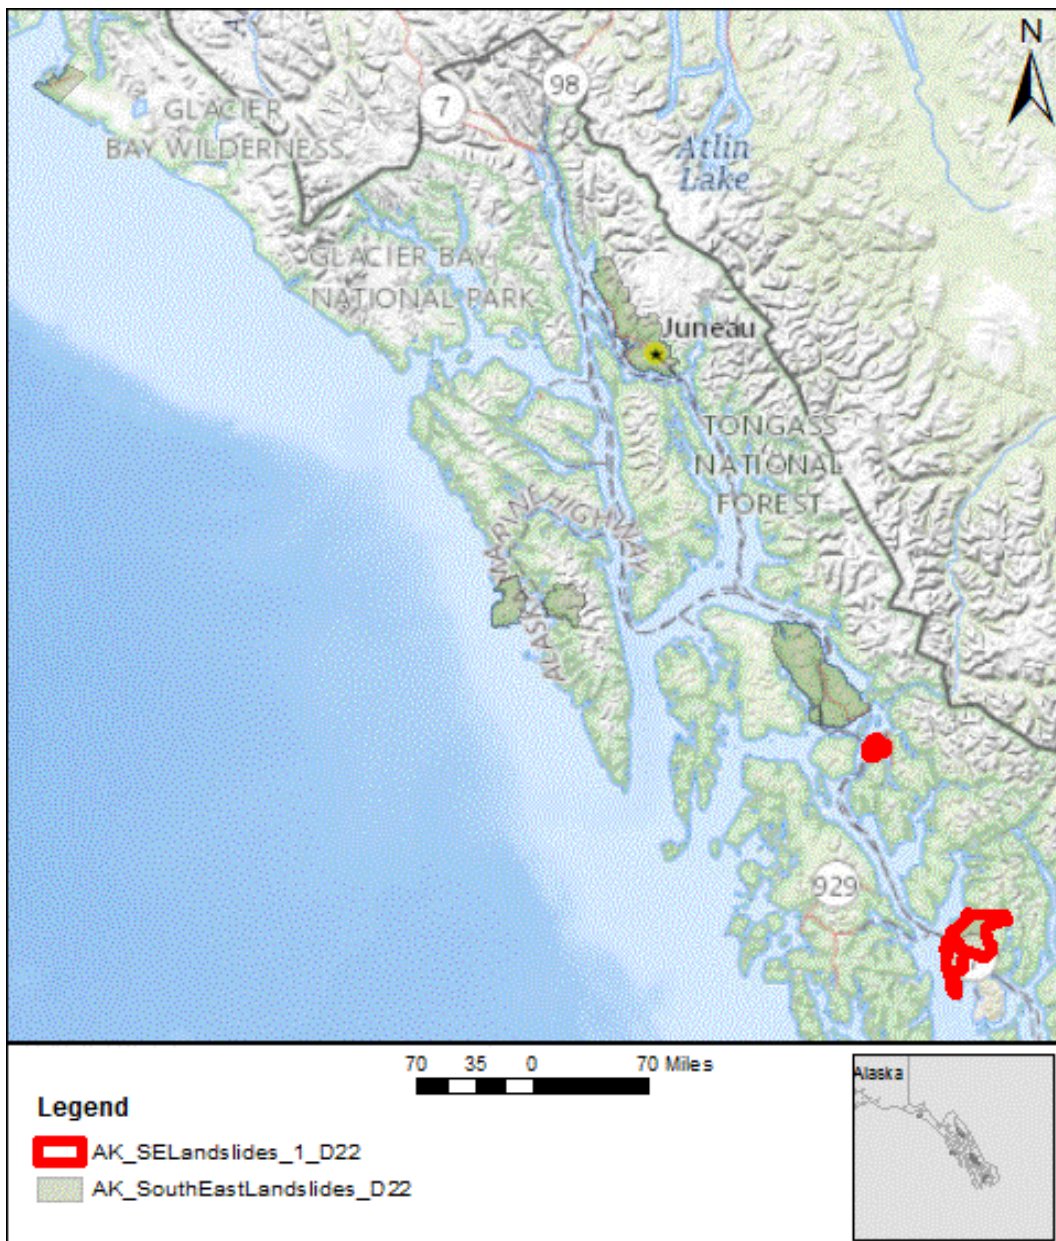 N
98
7
GLACIER
BAY WILDERNESS
Atlin
Lake
GLACIER BAY
NATIONAL PARK
Juneau
TONGASS
NATIONAL
FOREST
ALASKA MARINE HIGHWAY
929
70 35 0 70 Miles
Legend
AK_SELandslides_1_D22
AK_SouthEastLandslides_D22
Alaska